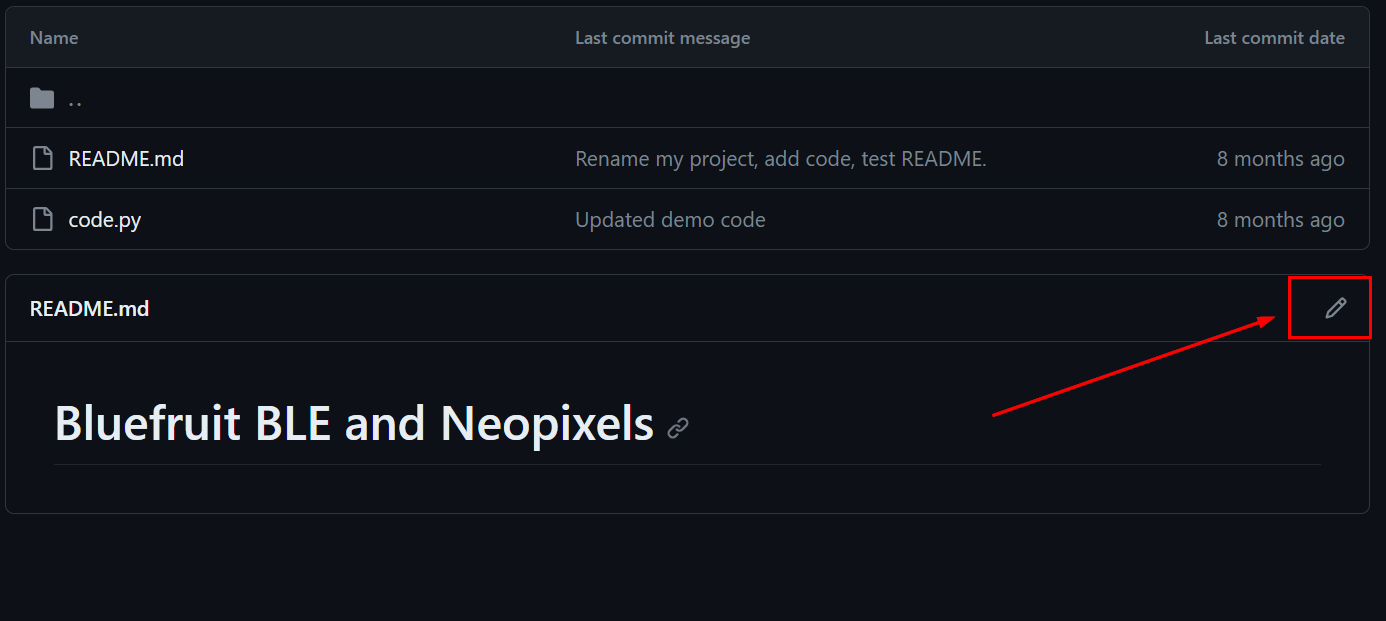 Name Last commit message Last commit date
..
README.md Rename my project, add code, test README. 8 months ago
code.py Updated demo code 8 months ago
README.md
Bluefruit BLE and Neopixels